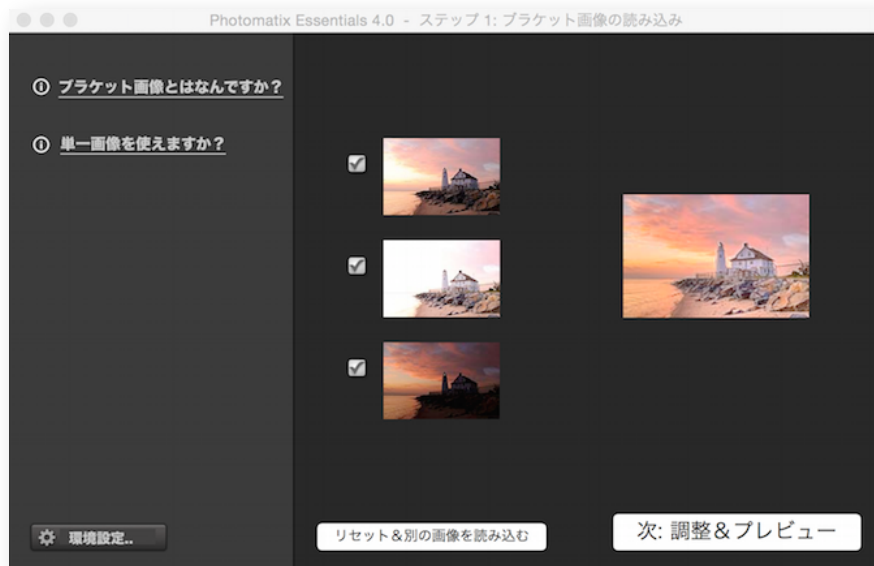 Photomatix Essentials 4.0 - ステップ 1: ブラケット画像の読み込み
ブラケット画像とはなんですか？
単一画像を使えますか？
環境設定..
リセット＆別の画像を読み込む
次: 調整＆プレビュー